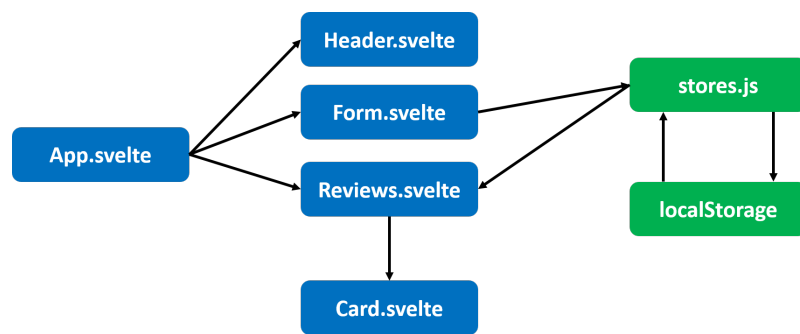 Header.svelte
Form.svelte
stores.js
App.svelte
Reviews.svelte
localStorage
Card.svelte